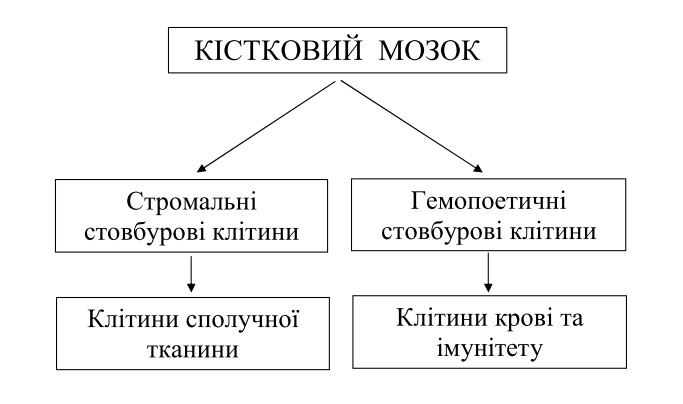 КІСТКОВИЙ МОЗОК
Стромальні
стовбурові клітини
Гемопоетичні
стовбурові клітини
Клітини сполучної
тканини
Клітини крові та
імунітету